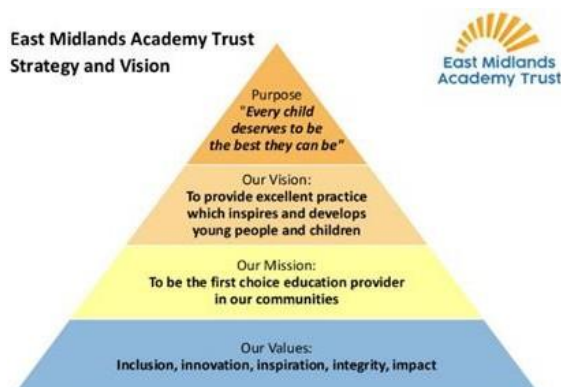 East Midlands Academy Trust
Strategy and Vision
East Midlands
Academy Trust
Purpose
"Every child
deserves to be
the best they can be"
Our Vision:
To provide excellent practice
which inspires and develops
young people and children
Our Mission:
To be the first choice education provider
in our communities
Our Values:
Inclusion, innovation, inspiration, integrity, impact